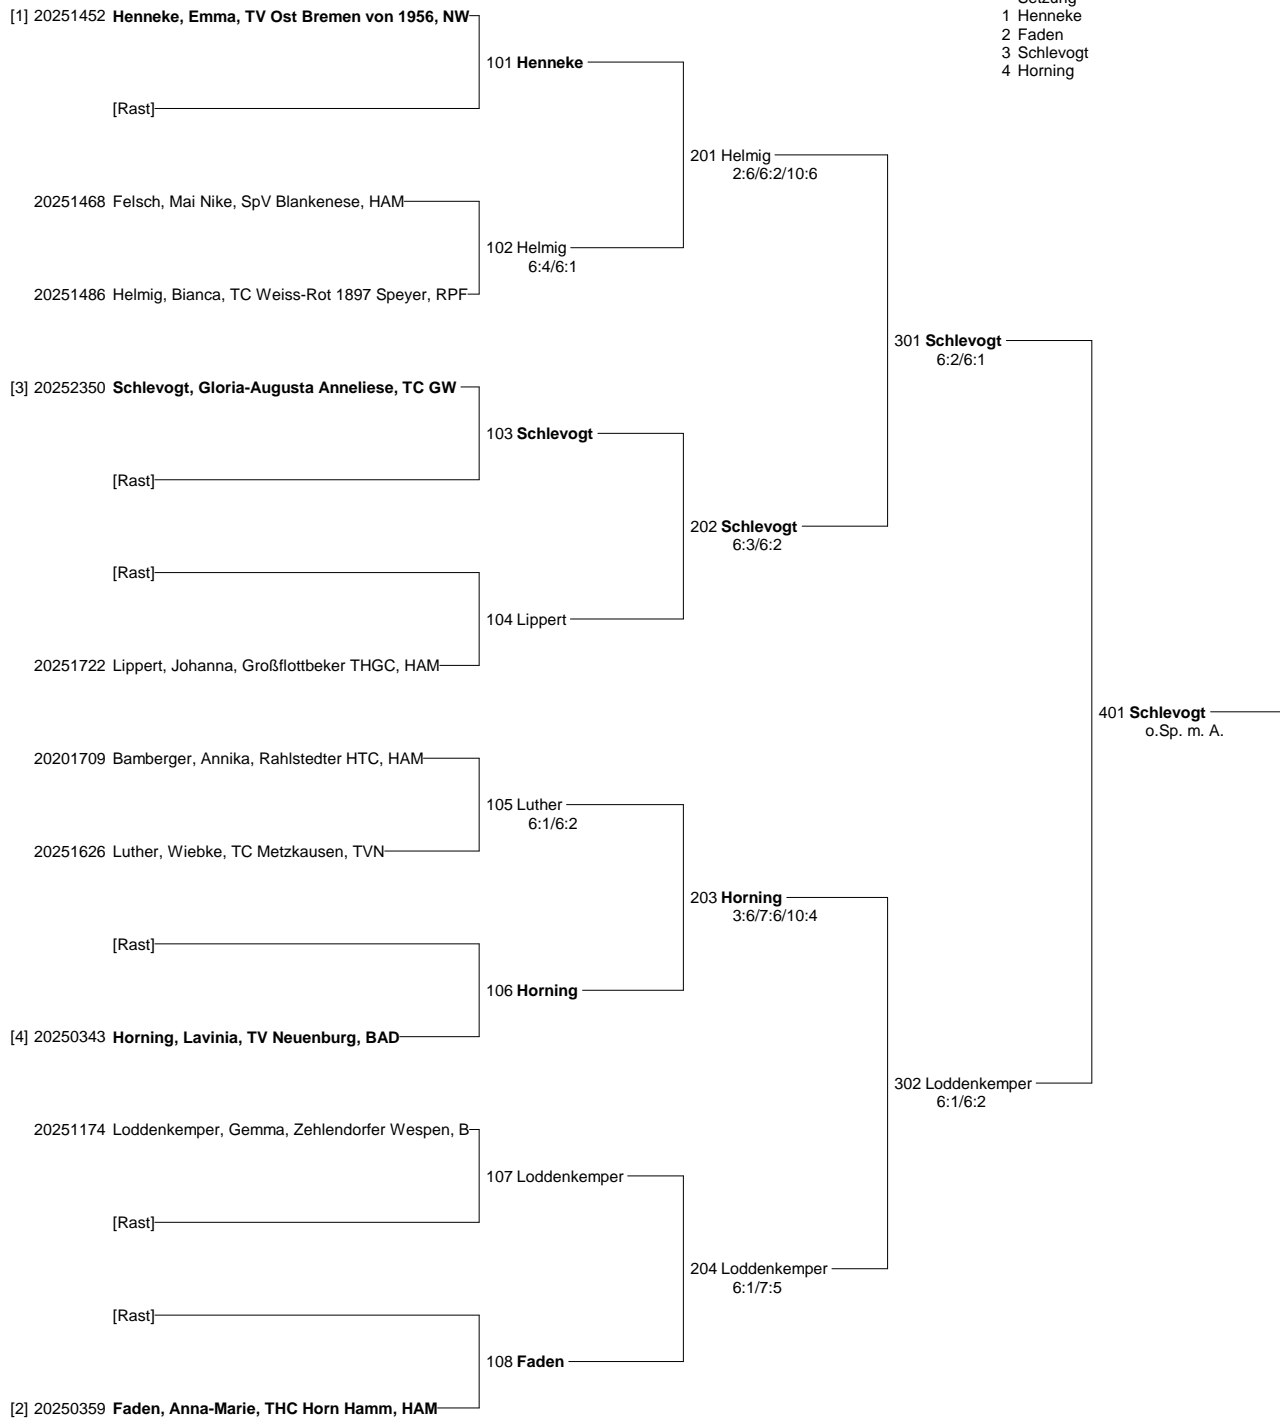 Setzung
1 Henneke
2 Faden
3 Schlevogt
4 Horning
[1] 20251452 Henneke, Emma, TV Ost Bremen von 1956, NW
101 Henneke
[Rast]
201 Helmig
2:6/6:2/10:6
20251468 Felsch, Mai Nike, SpV Blankenese, HAM
102 Helmig
6:4/6:1
20251486 Helmig, Bianca, TC Weiss-Rot 1897 Speyer, RPF
301 Schlevogt
6:2/6:1
[3] 20252350 Schlevogt, Gloria-Augusta Anneliese, TC GW
103 Schlevogt
[Rast]
202 Schlevogt
6:3/6:2
[Rast]
104 Lippert
20251722 Lippert, Johanna, Großflottbeker THGC, HAM
401 Schlevogt
o.Sp. m. A.
20201709 Bamberger, Annika, Rahlstedter HTC, HAM
105 Luther
6:1/6:2
20251626 Luther, Wiebke, TC Metzkausen, TVN
203 Horning
3:6/7:6/10:4
[Rast]
106 Horning
[4] 20250343 Horning, Lavinia, TV Neuenburg, BAD
302 Loddenkemper
6:1/6:2
20251174 Loddenkemper, Gemma, Zehlendorfer Wespen, B
107 Loddenkemper
[Rast]
204 Loddenkemper
6:1/7:5
[Rast]
108 Faden
[2] 20250359 Faden, Anna-Marie, THC Horn Hamm, HAM